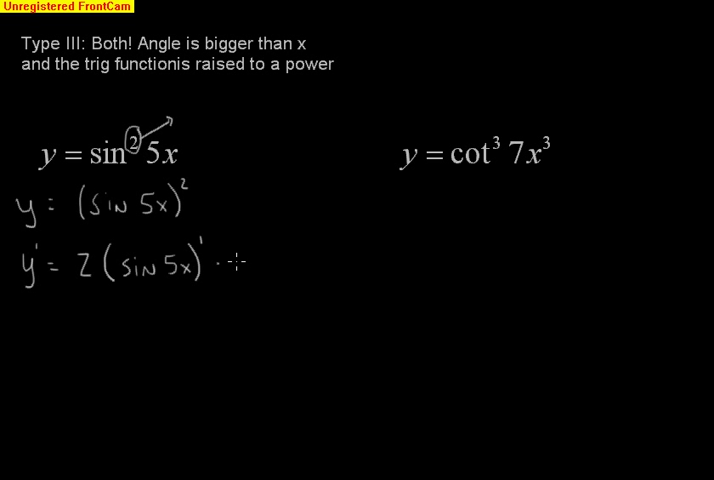 Unregistered FrontCam
Type III: Both! Angle is bigger than x
and the trig functionis raised to a power
y = sin² 5x
y = cot³ 7x³
y = (sin 5x)²
y' = 2 (sin 5x)¹ ·